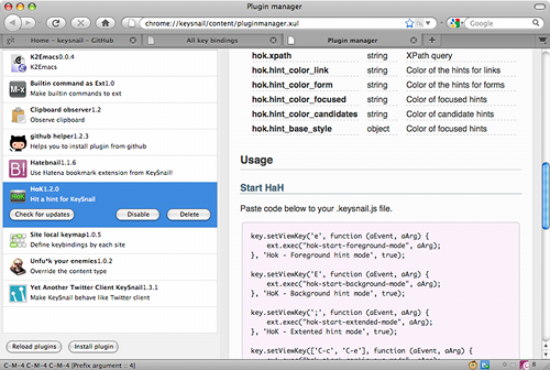 Plugin manager
chrome://keysnail/content/pluginmanager.xul
Google
Home - keysnail - GitHub
All key bindings
Plugin manager
K2Emacs0.0.4
K2Emacs
Builtin command as Ext1.0
Make builtin commands to ext
Clipboard observer1.2
Observe clipboard
github helper1.2.3
Helps you to install plugin from github
Hatebnail1.1.6
Use Hatena bookmark extension from KeySnail!
HoK1.2.0
Hit a hint for KeySnail
Check for updates
Disable
Delete
Site local keymap1.0.5
Define keybindings by each site
Unfu*k your enemies1.0.2
Override the content type
Yet Another Twitter Client KeySnail1.3.1
Make KeySnail behave like Twitter client
Reload plugins
Install plugin
hok.xpath string XPath query
hok.hint_color_link string Color of the hints for links
hok.hint_color_form string Color of the hints for forms
hok.hint_color_focused string Color of focused hints
hok.hint_color_candidates string Color of candidate hints
hok.hint_base_style object Color of focused hints
Usage
Start HaH
Paste code below to your .keysnail.js file.
key.setViewKey('e', function (aEvent, aArg) {
ext.exec("hok-start-foreground-mode", aArg);
}, 'Hok - Foreground hint mode', true);
key.setViewKey('E', function (aEvent, aArg) {
ext.exec("hok-start-background-mode", aArg);
}, 'HoK - Background hint mode', true);
key.setViewKey(';', function (aEvent, aArg) {
ext.exec("hok-start-extended-mode", aArg);
}, 'HoK - Extented hint mode', true);
key.setViewKey(['C-c', 'C-e'], function (aEvent, aArg) {
C-M-4 C-M-4 C-M-4 [Prefix argument :: 4]